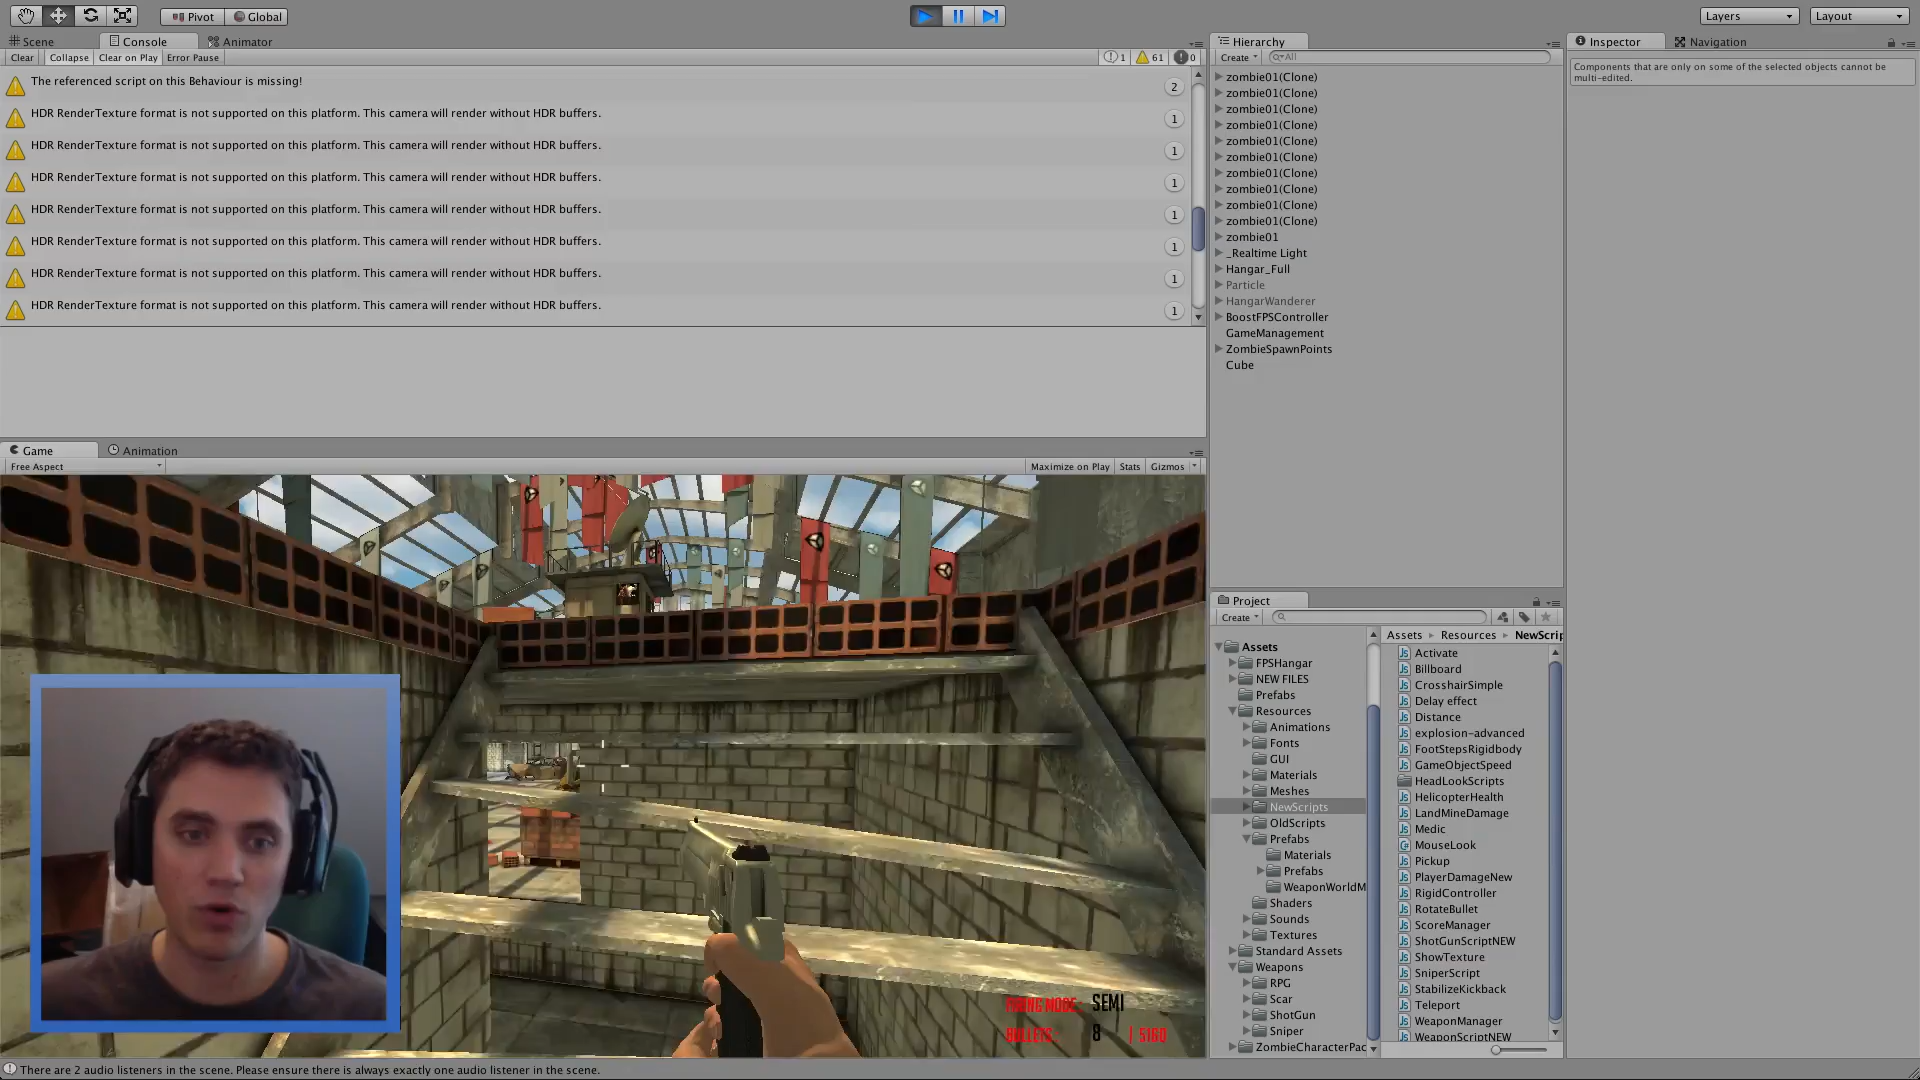 Pivot
Global
Layers
Layout
Scene
Console
Animator
Clear
Collapse
Clear on Play
Error Pause
1
61
0
The referenced script on this Behaviour is missing!
2
HDR RenderTexture format is not supported on this platform. This camera will render without HDR buffers.
1
HDR RenderTexture format is not supported on this platform. This camera will render without HDR buffers.
1
HDR RenderTexture format is not supported on this platform. This camera will render without HDR buffers.
1
HDR RenderTexture format is not supported on this platform. This camera will render without HDR buffers.
1
HDR RenderTexture format is not supported on this platform. This camera will render without HDR buffers.
1
HDR RenderTexture format is not supported on this platform. This camera will render without HDR buffers.
1
HDR RenderTexture format is not supported on this platform. This camera will render without HDR buffers.
1
Game
Animation
Free Aspect
Maximize on Play
Stats
Gizmos
FIRING MODE : SEMI
BULLETS : 8 | 5160
Hierarchy
Create
All
zombie01(Clone)
zombie01(Clone)
zombie01(Clone)
zombie01(Clone)
zombie01(Clone)
zombie01(Clone)
zombie01(Clone)
zombie01(Clone)
zombie01(Clone)
zombie01(Clone)
zombie01
_Realtime Light
Hangar_Full
Particle
HangarWanderer
BoostFPSController
GameManagement
ZombieSpawnPoints
Cube
Project
Create
Assets
FPSHangar
NEW FILES
Prefabs
Resources
Animations
Fonts
GUI
Materials
Meshes
NewScripts
OldScripts
Prefabs
Materials
Prefabs
WeaponWorldM
Shaders
Sounds
Textures
Standard Assets
Weapons
RPG
Scar
ShotGun
Sniper
ZombieCharacterPac
Assets
Resources
NewScrip
Activate
Billboard
CrosshairSimple
Delay effect
Distance
explosion-advanced
FootStepsRigidbody
GameObjectSpeed
HeadLookScripts
HelicopterHealth
LandMineDamage
Medic
MouseLook
Pickup
PlayerDamageNew
RigidController
RotateBullet
ScoreManager
ShotGunScriptNEW
ShowTexture
SniperScript
StabilizeKickback
Teleport
WeaponManager
WeaponScriptNEW
Inspector
Navigation
Components that are only on some of the selected objects cannot be
multi-edited.
There are 2 audio listeners in the scene. Please ensure there is always exactly one audio listener in the scene.